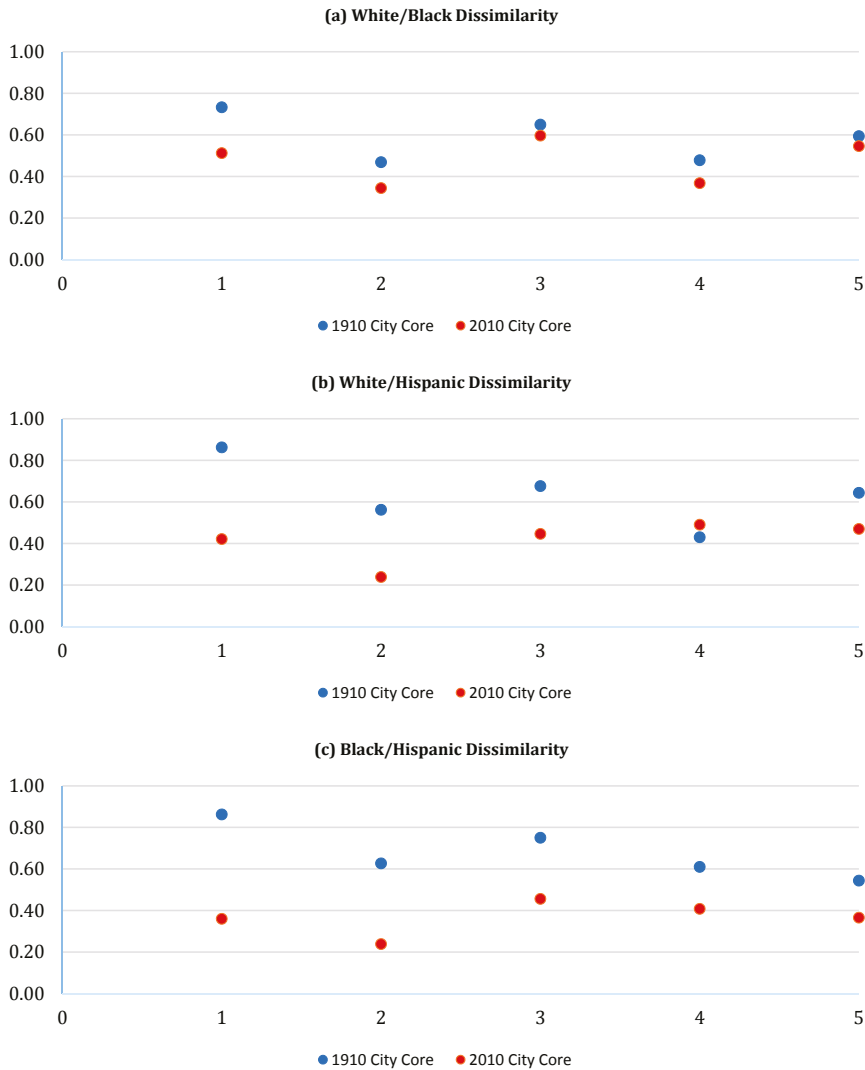 (a) White/Black Dissimilarity
1.00
0.80
0.60
0.40
0.20
0.00
0 1 2 3 4 5
1910 City Core 2010 City Core
(b) White/Hispanic Dissimilarity
1.00
0.80
0.60
0.40
0.20
0.00
0 1 2 3 4 5
1910 City Core 2010 City Core
(c) Black/Hispanic Dissimilarity
1.00
0.80
0.60
0.40
0.20
0.00
0 1 2 3 4 5
1910 City Core 2010 City Core